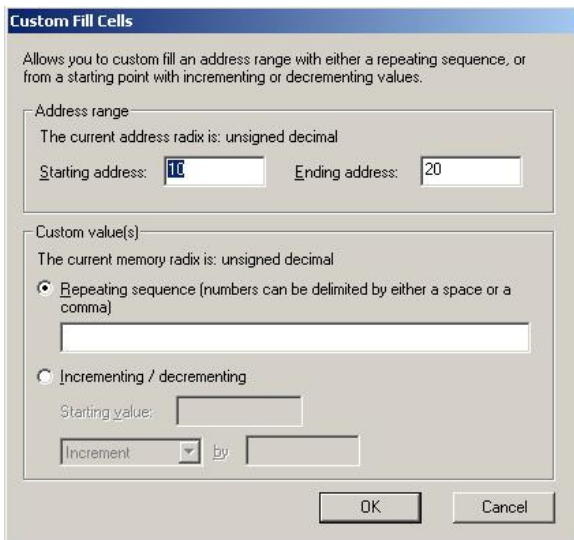 Custom Fill Cells
Allows you to custom fill an address range with either a repeating sequence, or
from a starting point with incrementing or decrementing values.
Address range
The current address radix is: unsigned decimal
Starting address: 10 Ending address: 20
Custom value(s)
The current memory radix is: unsigned decimal
Repeating sequence (numbers can be delimited by either a space or a
comma)
Incrementing / decrementing
Starting value:
Increment by
OK Cancel